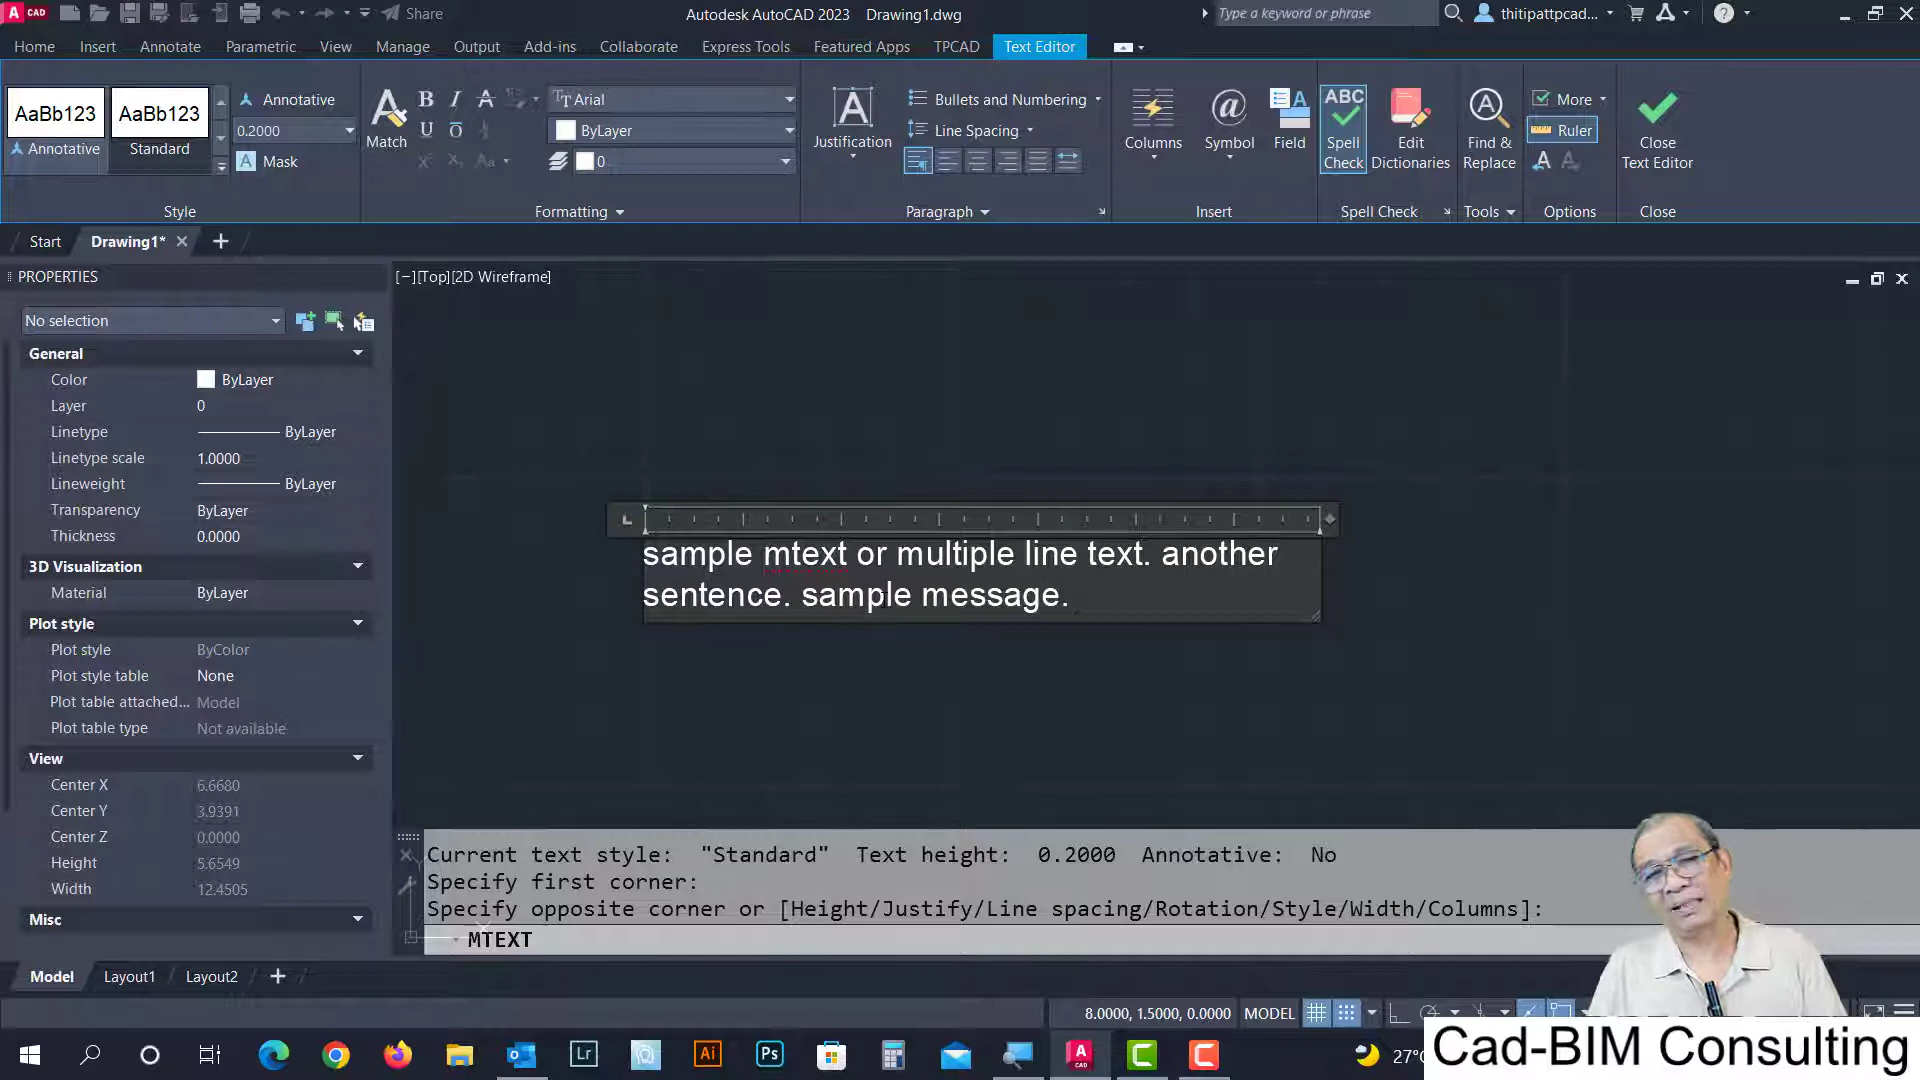 Share
Autodesk AutoCAD 2023 Drawing1.dwg
Type a keyword or phrase
thitipattpcad...
Home Insert Annotate Parametric View Manage Output Add-ins Collaborate Express Tools Featured Apps TPCAD Text Editor
AaBb123 AaBb123
Annotative Standard
Annotative
0.2000
Mask
Style
Match
Arial
ByLayer
0
Formatting
Justification
Bullets and Numbering
Line Spacing
Paragraph
Columns Symbol Field
Insert
ABC
Spell Check
Edit Dictionaries
Spell Check
Find & Replace
Tools
More
Ruler
Options
Close Text Editor
Close
Start Drawing1*
PROPERTIES
[−][Top][2D Wireframe]
No selection
General
Color ByLayer
Layer 0
Linetype ByLayer
Linetype scale 1.0000
Lineweight ByLayer
Transparency ByLayer
Thickness 0.0000
3D Visualization
Material ByLayer
Plot style
Plot style ByColor
Plot style table None
Plot table attached... Model
Plot table type Not available
View
Center X 6.6680
Center Y 3.9391
Center Z 0.0000
Height 5.6549
Width 12.4505
Misc
sample mtext or multiple line text. another
sentence. sample message.
Current text style: "Standard" Text height: 0.2000 Annotative: No
Specify first corner:
Specify opposite corner or [Height/Justify/Line spacing/Rotation/Style/Width/Columns]:
MTEXT
Model Layout1 Layout2
8.0000, 1.5000, 0.0000 MODEL
Lr Ai Ps
27°
Cad-BIM Consulting